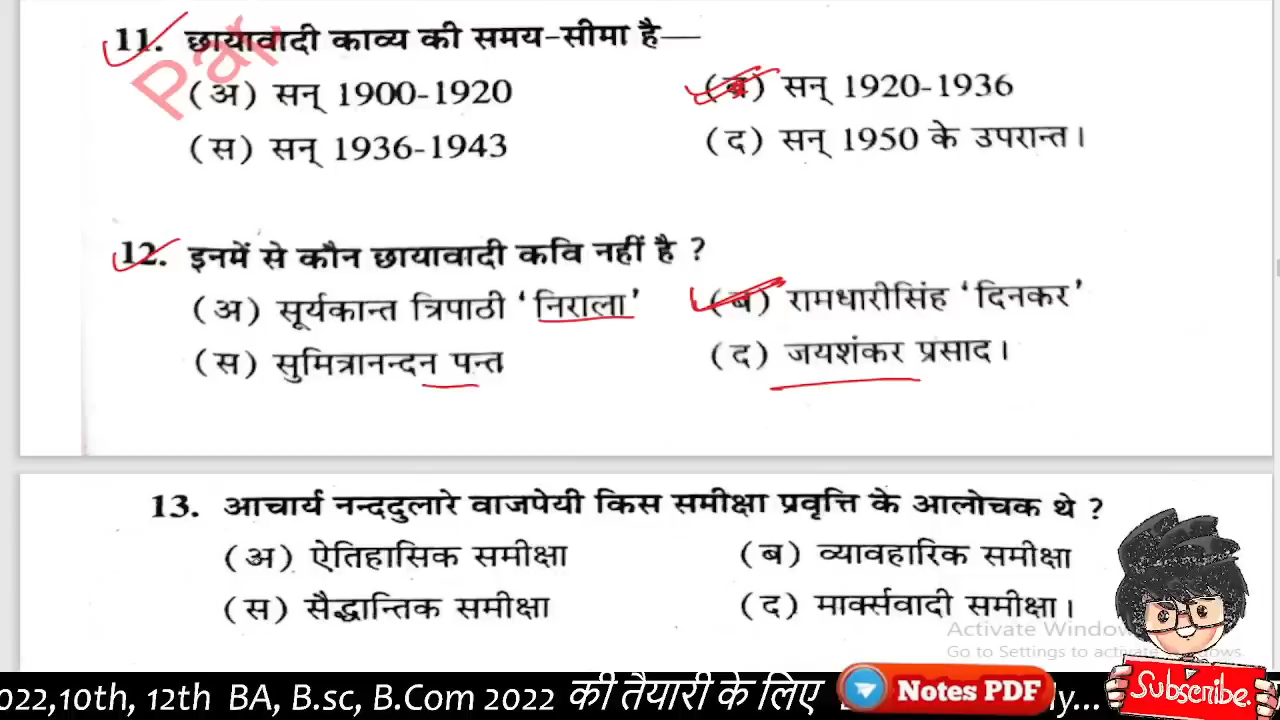 11. छायावादी काव्य की समय-सीमा है—
(अ) सन् 1900-1920 (ब) सन् 1920-1936
(स) सन् 1936-1943 (द) सन् 1950 के उपरान्त।
Par
12. इनमें से कौन छायावादी कवि नहीं है ?
(अ) सूर्यकान्त त्रिपाठी 'निराला' (ब) रामधारीसिंह 'दिनकर'
(स) सुमित्रानन्दन पन्त (द) जयशंकर प्रसाद।
13. आचार्य नन्ददुलारे वाजपेयी किस समीक्षा प्रवृत्ति के आलोचक थे ?
(अ) ऐतिहासिक समीक्षा (ब) व्यावहारिक समीक्षा
(स) सैद्धान्तिक समीक्षा (द) मार्क्सवादी समीक्षा।
Activate Window
Go to Settings to activate Windows.
2022,10th, 12th BA, B.sc, B.Com 2022 की तैयारी के लिए Notes PDF y...
Subscribe